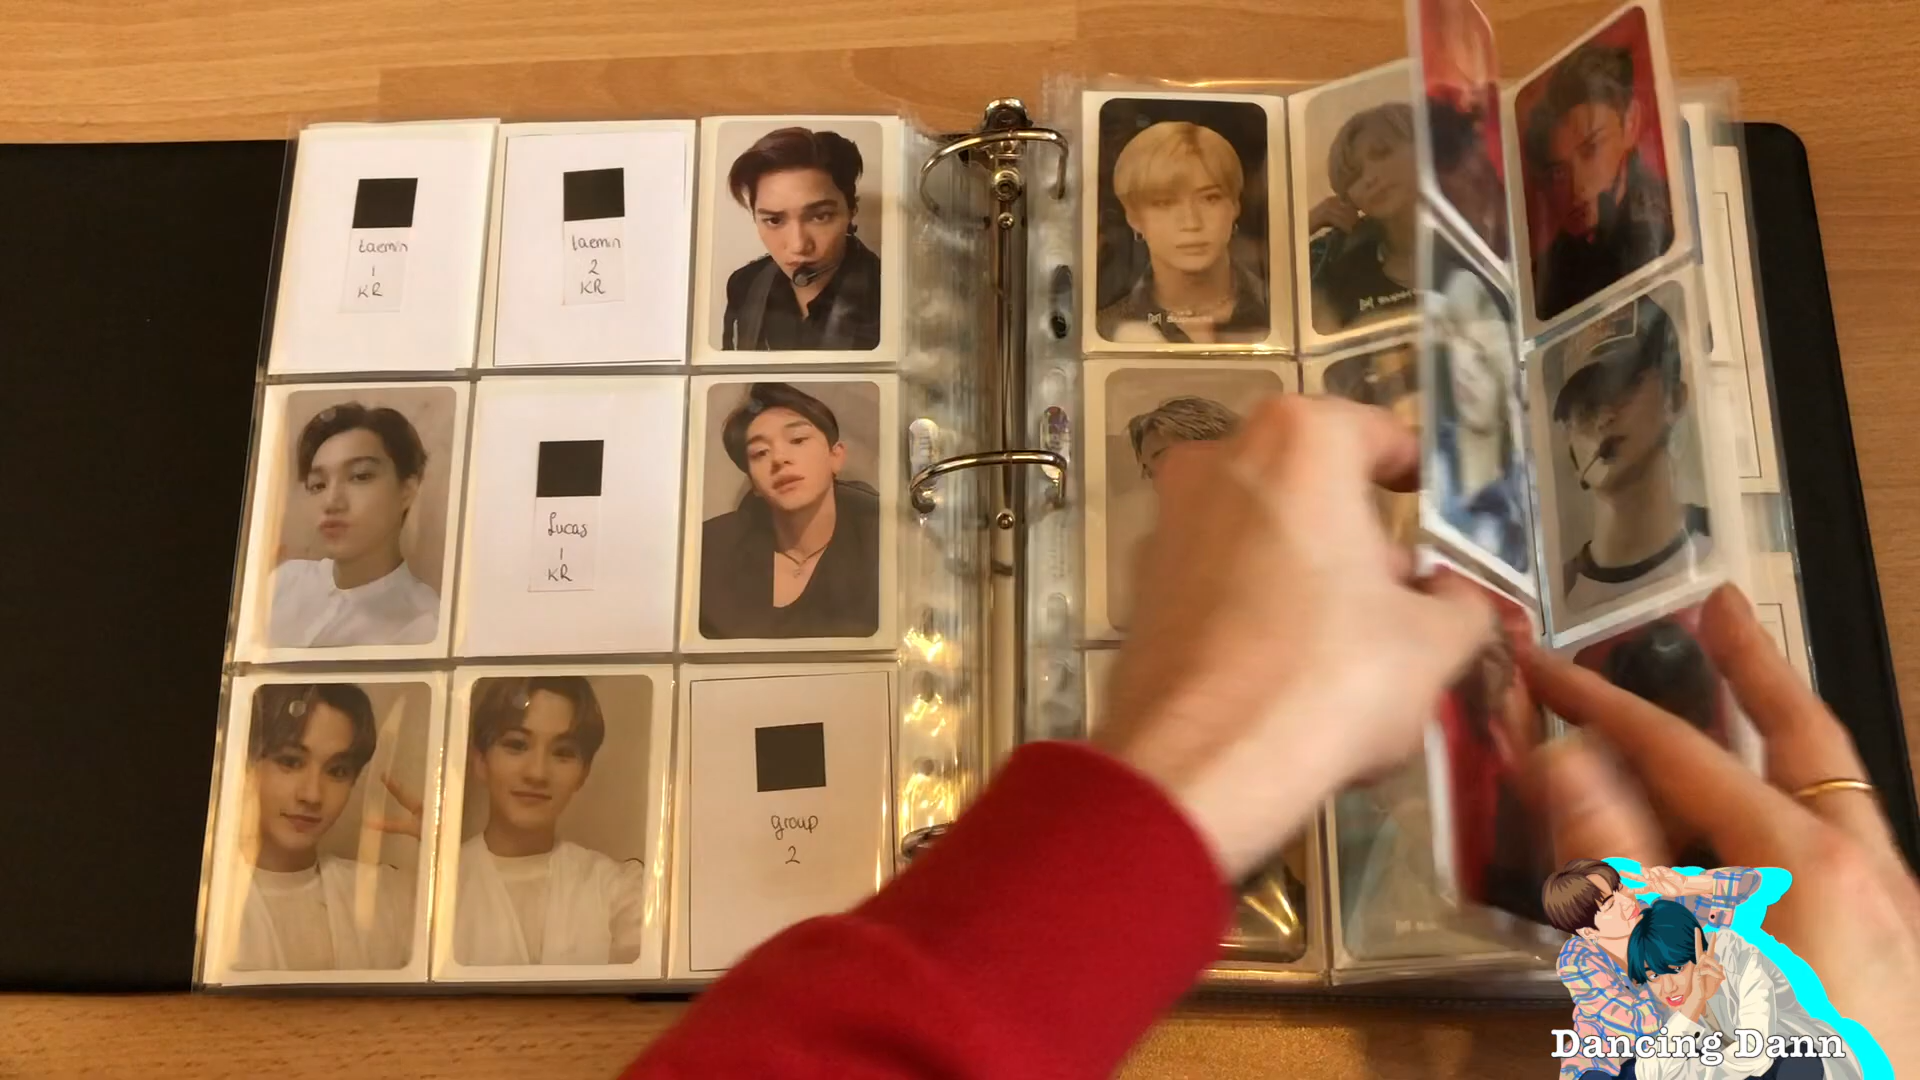 taemin
1
KR
taemin
2
KR
Lucas
1
KR
group
2
Dancing Dann